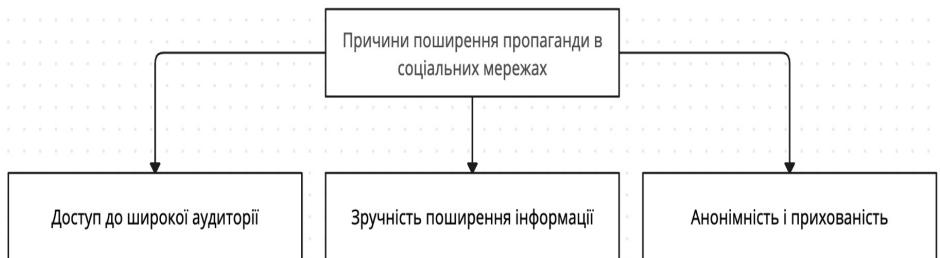 Причини поширення пропаганди в
соціальних мережах
Доступ до широкої аудиторії
Зручність поширення інформації
Анонімність і прихованість